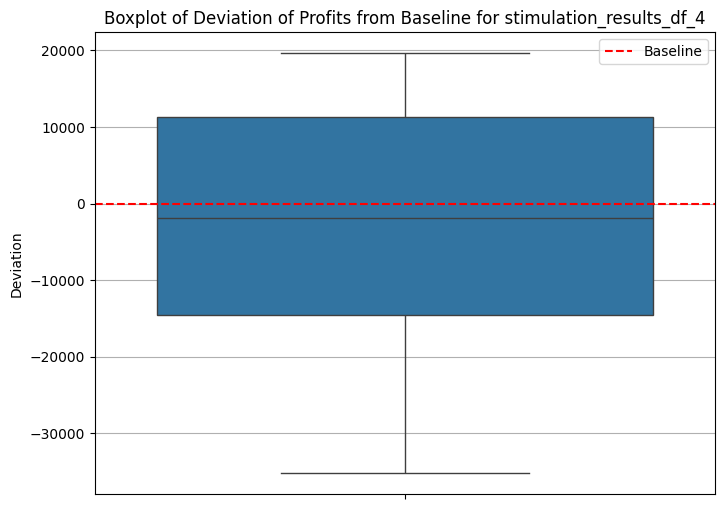 Boxplot of Deviation of Profits from Baseline for stimulation_results_df_4
Baseline
20000
10000
0
−10000
−20000
−30000
Deviation